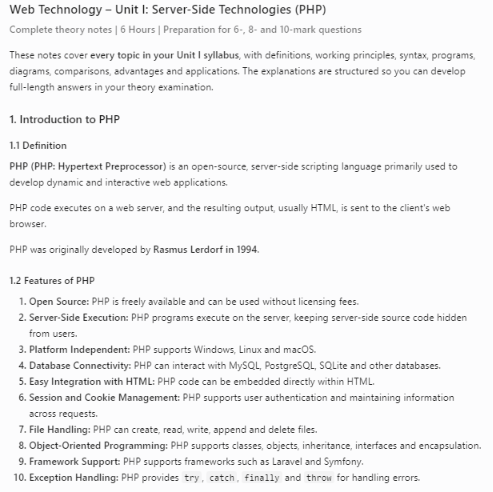 Web Technology – Unit I: Server-Side Technologies (PHP)
Complete theory notes | 6 Hours | Preparation for 6-, 8- and 10-mark questions
These notes cover every topic in your Unit I syllabus, with definitions, working principles, syntax, programs,
diagrams, comparisons, advantages and applications. The explanations are structured so you can develop
full-length answers in your theory examination.
1. Introduction to PHP
1.1 Definition
PHP (PHP: Hypertext Preprocessor) is an open-source, server-side scripting language primarily used to
develop dynamic and interactive web applications.
PHP code executes on a web server, and the resulting output, usually HTML, is sent to the client's web
browser.
PHP was originally developed by Rasmus Lerdorf in 1994.
1.2 Features of PHP
1. Open Source: PHP is freely available and can be used without licensing fees.
2. Server-Side Execution: PHP programs execute on the server, keeping server-side source code hidden
from users.
3. Platform Independent: PHP supports Windows, Linux and macOS.
4. Database Connectivity: PHP can interact with MySQL, PostgreSQL, SQLite and other databases.
5. Easy Integration with HTML: PHP code can be embedded directly within HTML.
6. Session and Cookie Management: PHP supports user authentication and maintaining information
across requests.
7. File Handling: PHP can create, read, write, append and delete files.
8. Object-Oriented Programming: PHP supports classes, objects, inheritance, interfaces and encapsulation.
9. Framework Support: PHP supports frameworks such as Laravel and Symfony.
10. Exception Handling: PHP provides try, catch, finally and throw for handling errors.